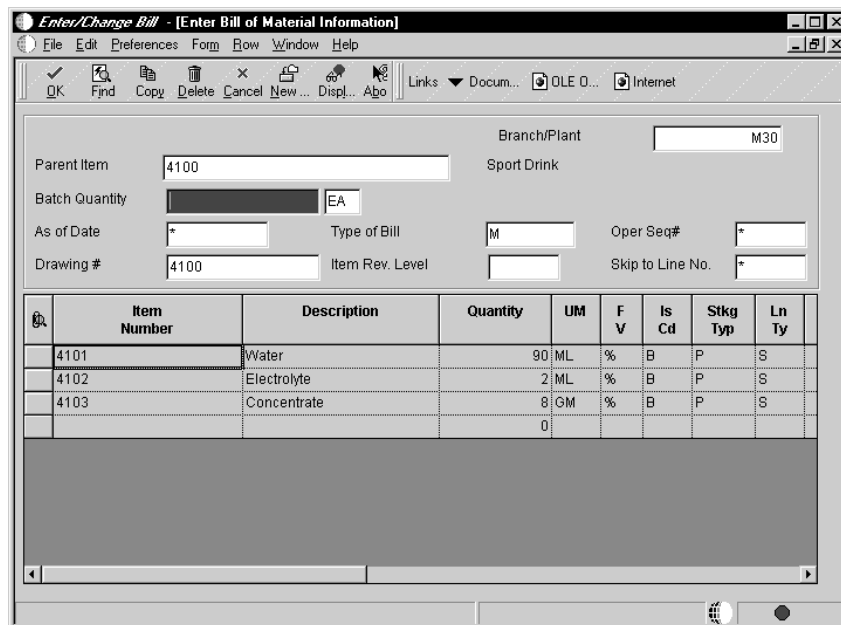 Enter/Change Bill - [Enter Bill of Material Information]
File Edit Preferences Form Row Window Help
OK Find Copy Delete Cancel New ... Displ... Abo Links Docum... OLE O... Internet
Branch/Plant M30
Parent Item 4100 Sport Drink
Batch Quantity EA
As of Date * Type of Bill M Oper Seq# *
Drawing # 4100 Item Rev. Level Skip to Line No. *
Item Number Description Quantity UM F V Is Cd Stkg Typ Ln Ty
4101 Water 90 ML % B P S
4102 Electrolyte 2 ML % B P S
4103 Concentrate 8 GM % B P S
0